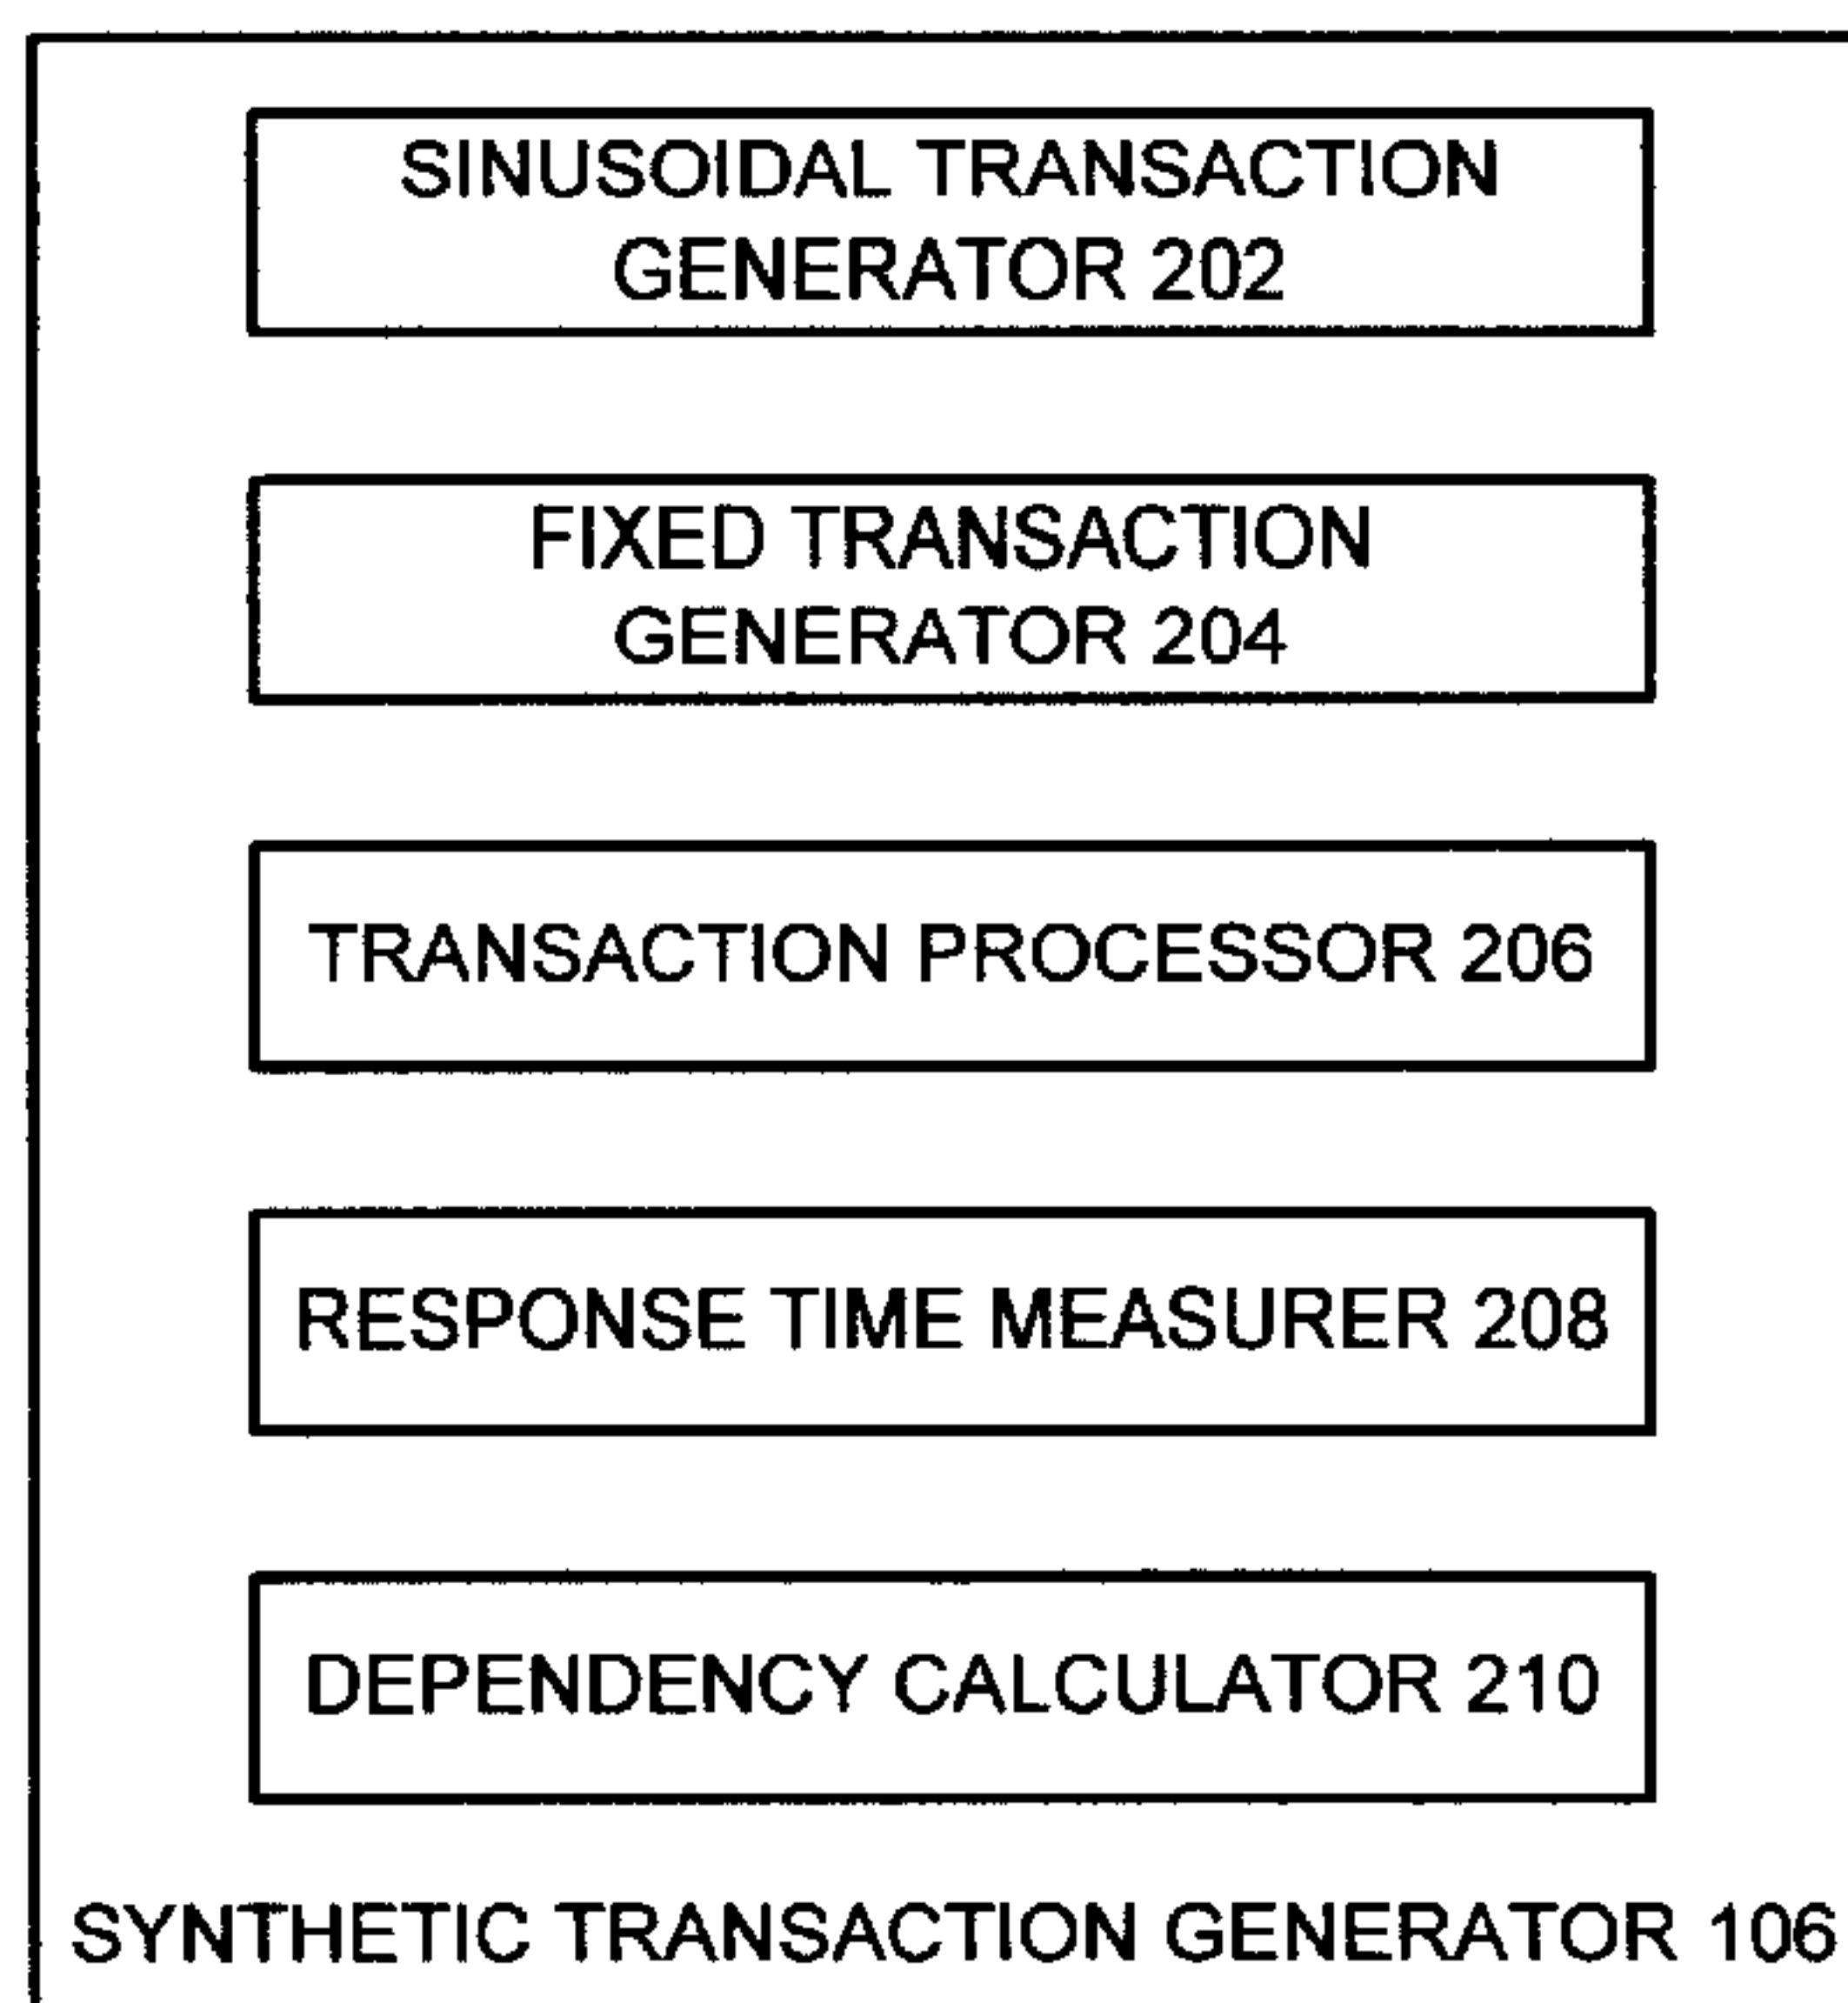 SINUSOIDAL TRANSACTION
GENERATOR 202
FIXED TRANSACTION
GENERATOR 204
TRANSACTION PROCESSOR 206
RESPONSE TIME MEASURER 208
DEPENDENCY CALCULATOR 210
SYNTHETIC TRANSACTION GENERATOR 106